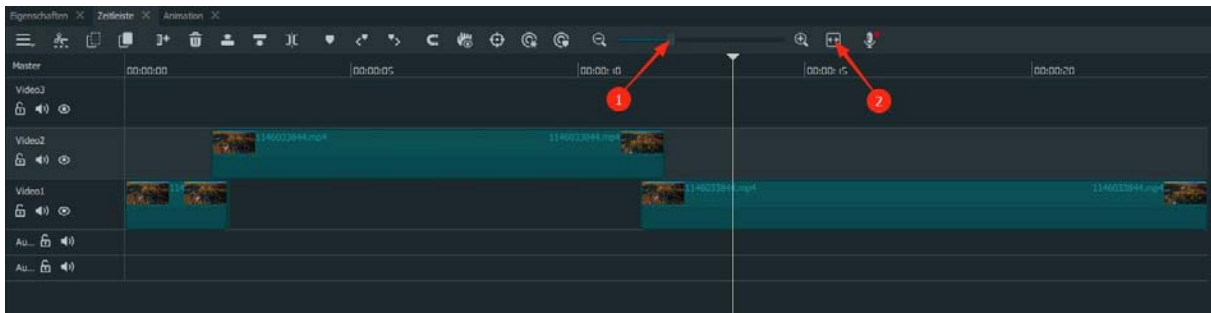 Eigenschaften Zeitleiste Animation
Master 00:00:00 00:00:05 00:00:10 00:00:15 00:00:20
1 2
Video3
Video2 1146033844.mp4 1146033844.mp4
Video1 114 1146033844.mp4 1146033844.mp4
Au...
Au...